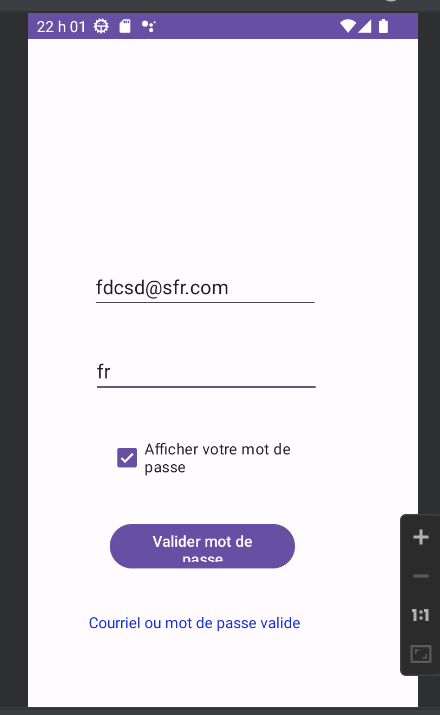 22 h 01
fdcsd@sfr.com
fr
Afficher votre mot de
passe
Valider mot de
passe
Courriel ou mot de passe valide
1:1